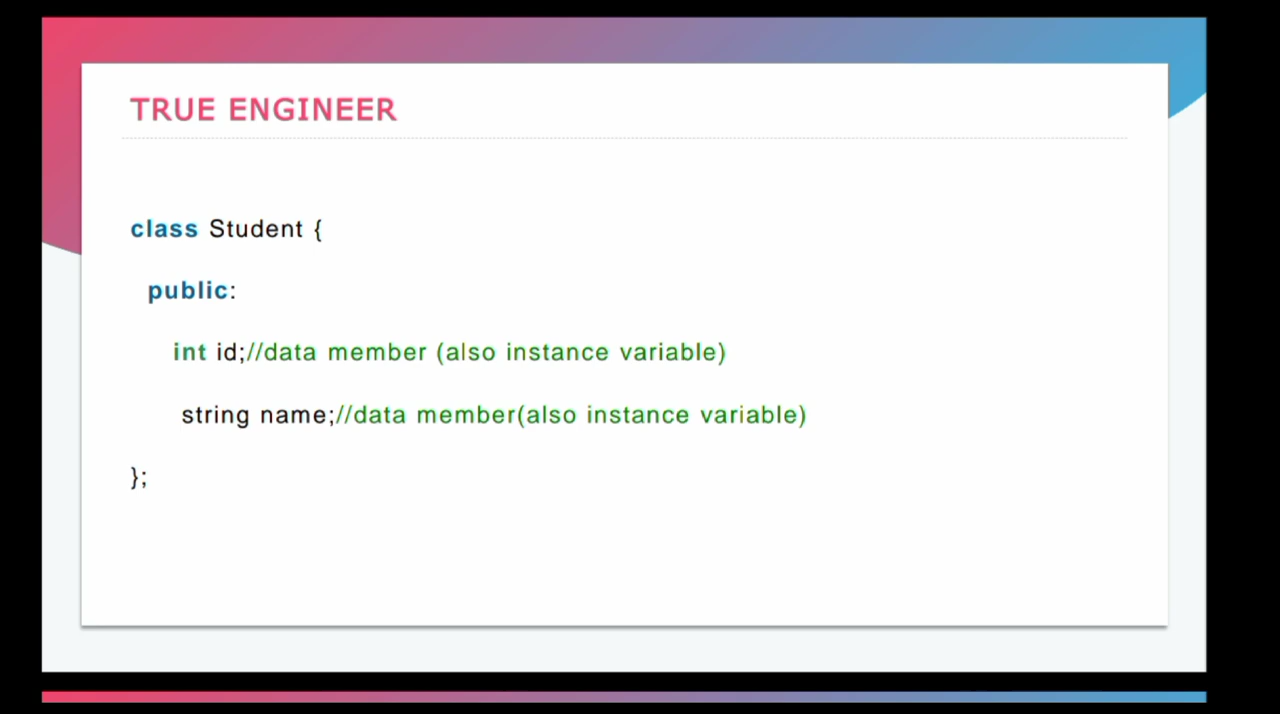 TRUE ENGINEER
class Student {
public:
int id;//data member (also instance variable)
string name;//data member(also instance variable)
};